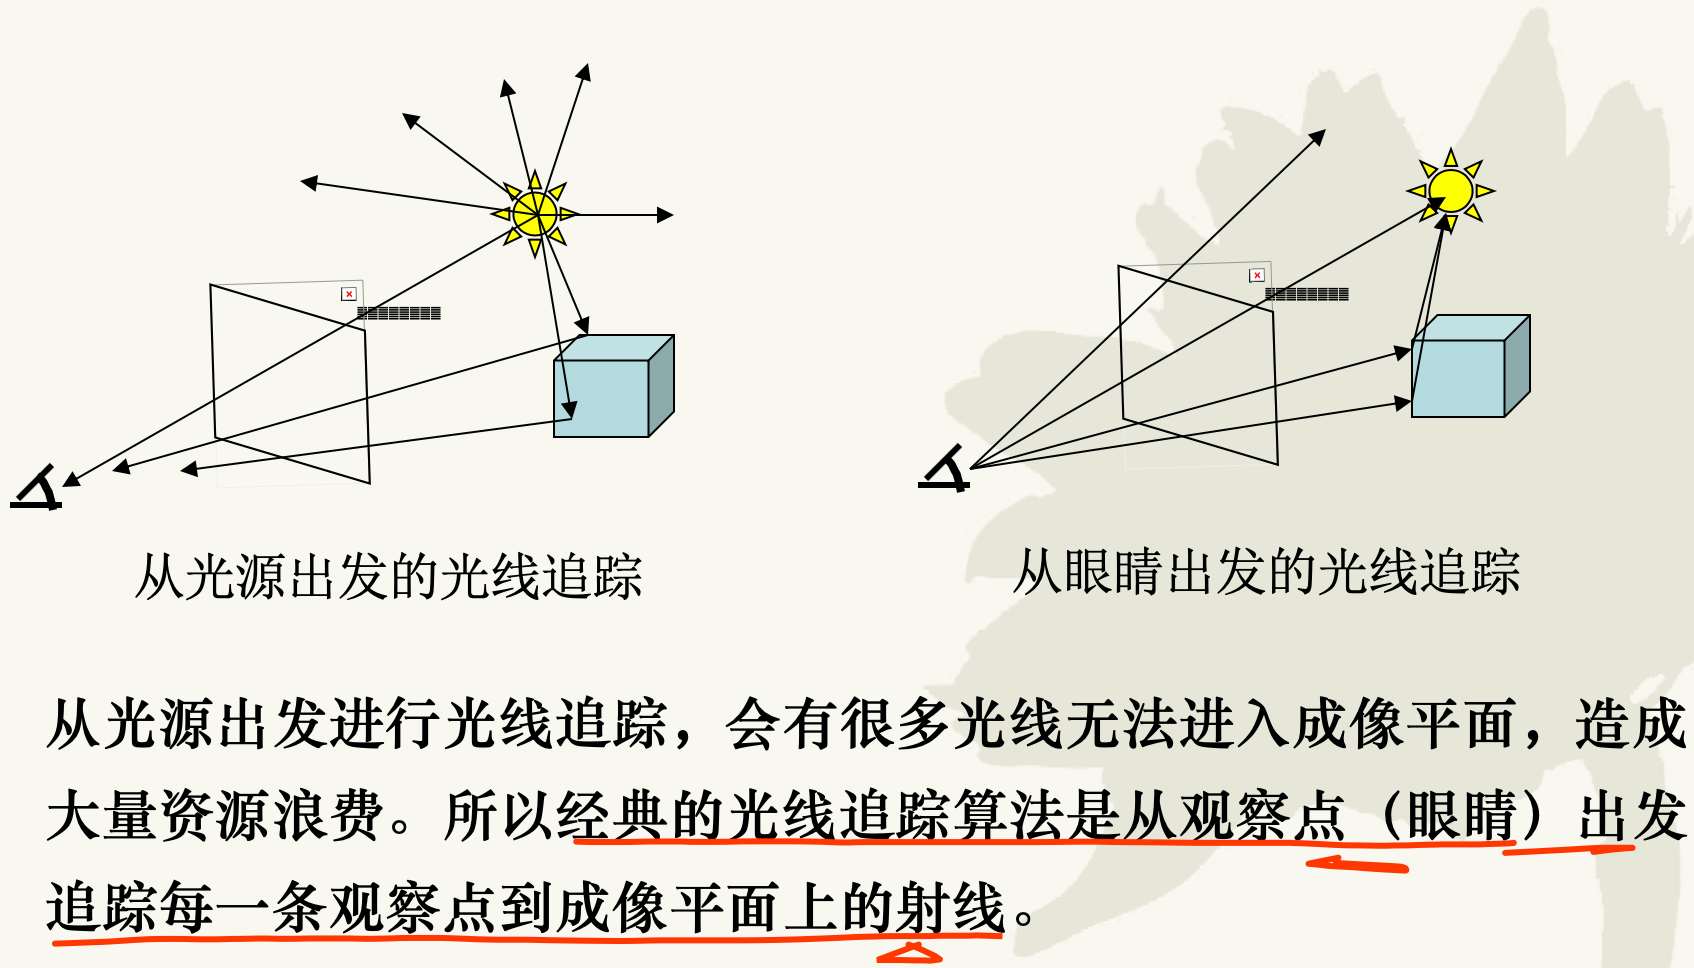 从光源出发的光线追踪
从眼睛出发的光线追踪
从光源出发进行光线追踪，会有很多光线无法进入成像平面，造成
大量资源浪费。所以经典的光线追踪算法是从观察点（眼睛）出发
追踪每一条观察点到成像平面上的射线。